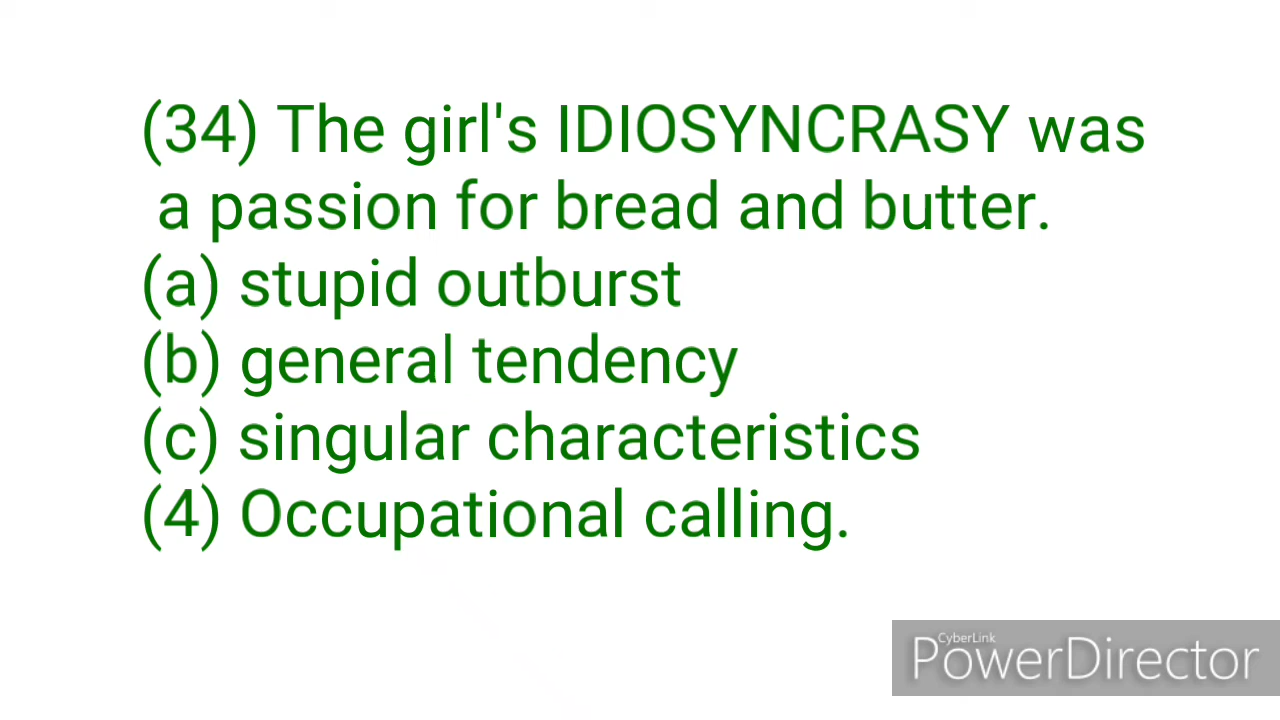 (34) The girl's IDIOSYNCRASY was
a passion for bread and butter.
(a) stupid outburst
(b) general tendency
(c) singular characteristics
(4) Occupational calling.
CyberLink
PowerDirector